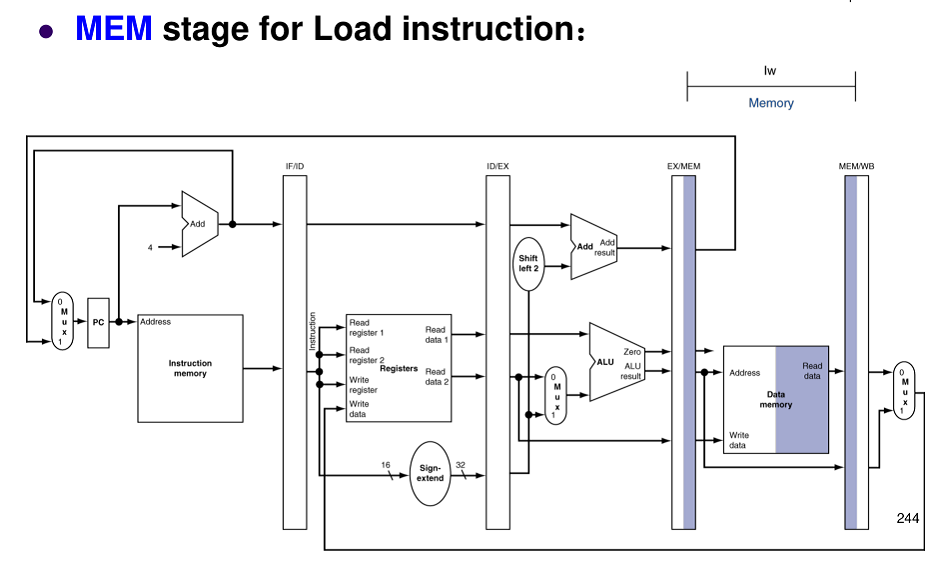 MEM stage for Load instruction：
lw
Memory
IF/ID
ID/EX
EX/MEM
MEM/WB
Add
4
Shift
left 2
Add
Add
result
0
M
u
x
1
PC
Address
Instruction
memory
Instruction
Read
register 1
Read
register 2
Write
register
Write
data
Registers
Read
data 1
Read
data 2
16
Sign-
extend
32
0
M
u
x
1
ALU
Zero
ALU
result
Address
Read
data
Data
memory
Write
data
0
M
u
x
1
244